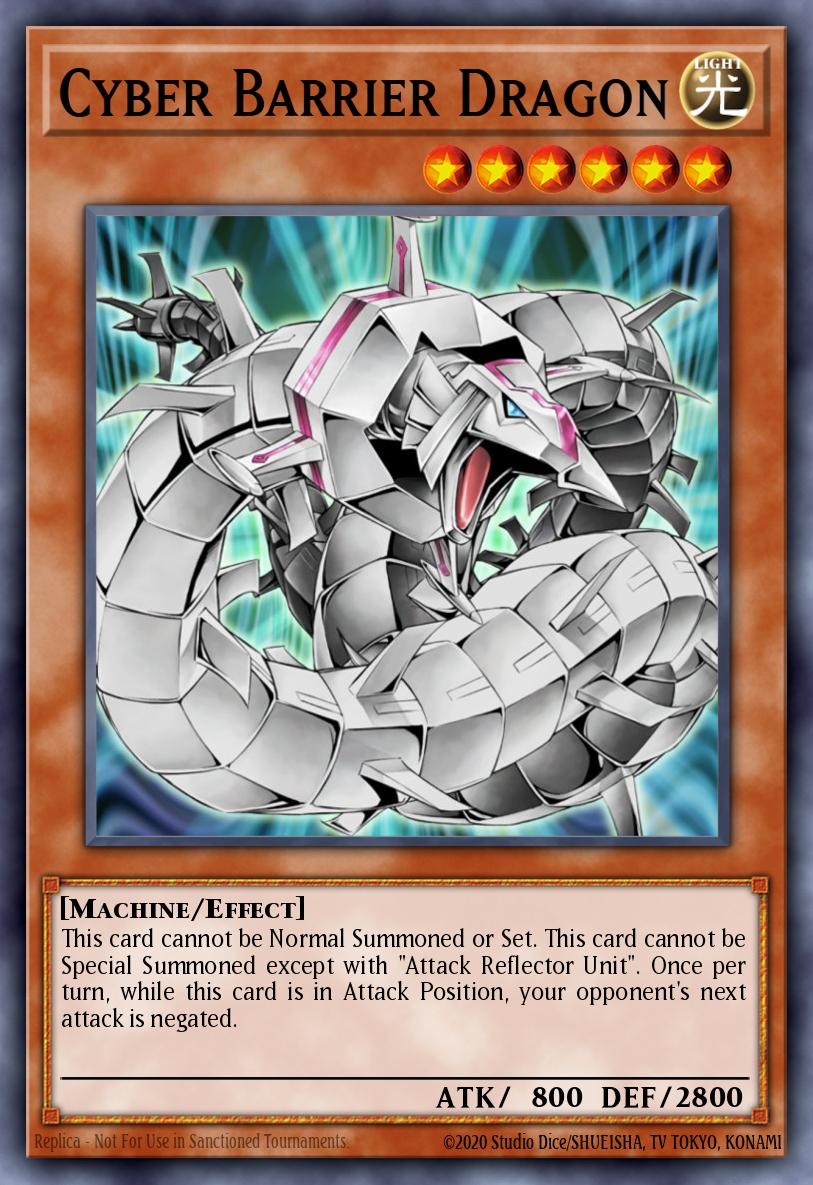 CYBER BARRIER DRAGON
LIGHT
光
[MACHINE/EFFECT]
This card cannot be Normal Summoned or Set. This card cannot be
Special Summoned except with "Attack Reflector Unit". Once per
turn, while this card is in Attack Position, your opponent's next
attack is negated.
ATK/ 800 DEF/2800
Replica - Not For Use in Sanctioned Tournaments.
©2020 Studio Dice/SHUEISHA, TV TOKYO, KONAMI